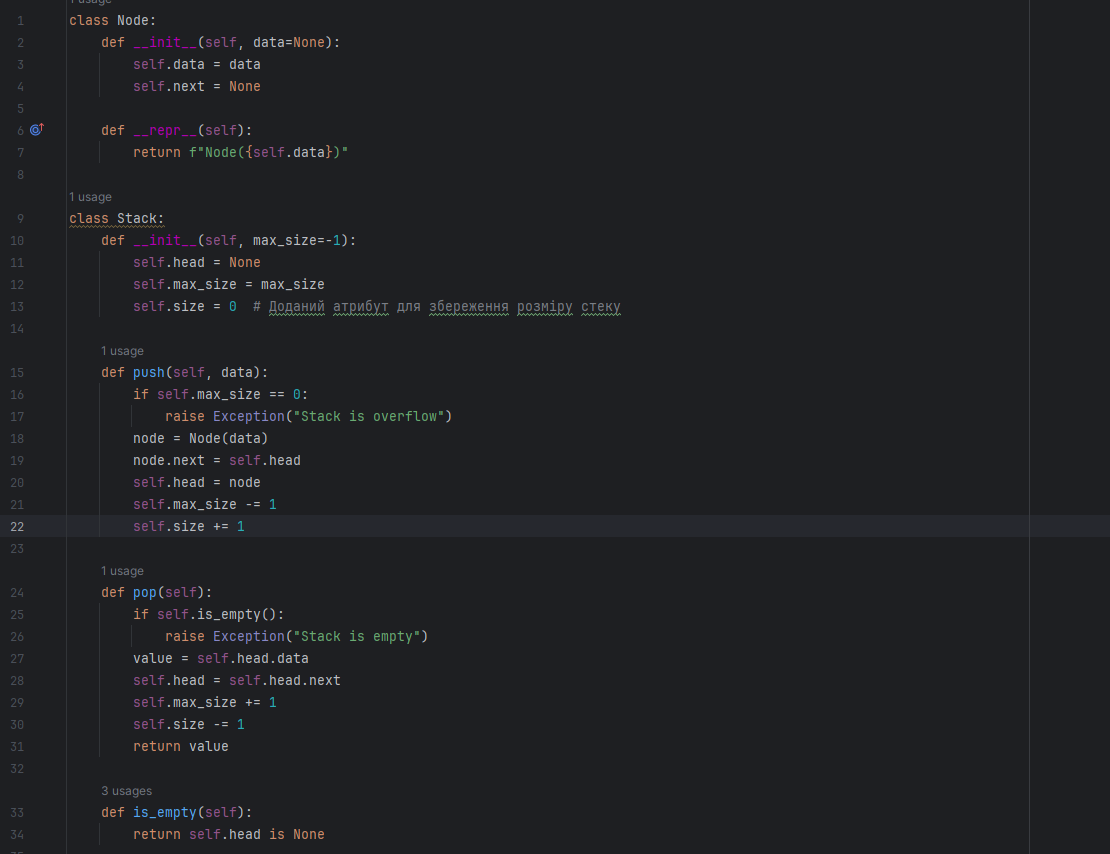 1 usage
1 class Node:
2 def __init__(self, data=None):
3 self.data = data
4 self.next = None
5
6 def __repr__(self):
7 return f"Node({self.data})"
8
1 usage
9 class Stack:
10 def __init__(self, max_size=-1):
11 self.head = None
12 self.max_size = max_size
13 self.size = 0  # Доданий атрибут для збереження розміру стеку
14
1 usage
15 def push(self, data):
16 if self.max_size == 0:
17 raise Exception("Stack is overflow")
18 node = Node(data)
19 node.next = self.head
20 self.head = node
21 self.max_size -= 1
22 self.size += 1
23
1 usage
24 def pop(self):
25 if self.is_empty():
26 raise Exception("Stack is empty")
27 value = self.head.data
28 self.head = self.head.next
29 self.max_size += 1
30 self.size -= 1
31 return value
32
3 usages
33 def is_empty(self):
34 return self.head is None